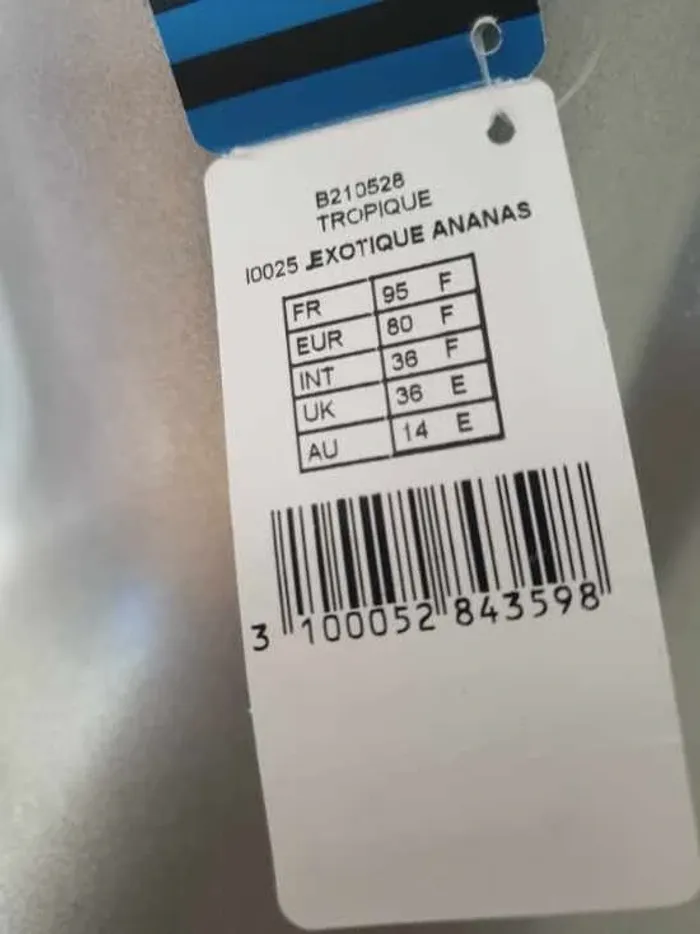 B210528
TROPIQUE
I0025 EXOTIQUE ANANAS
FR 95 F
EUR 80 F
INT 36 F
UK 36 E
AU 14 E
3 100052 843598